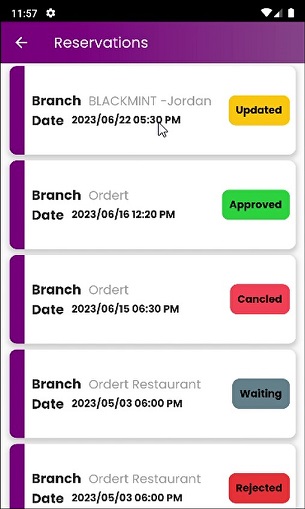 11:57
Reservations
Branch BLACKMINT -Jordan
Date 2023/06/22 05:30 PM
Updated
Branch Ordert
Date 2023/06/16 12:20 PM
Approved
Branch Ordert
Date 2023/06/15 06:30 PM
Cancled
Branch Ordert Restaurant
Date 2023/05/03 06:00 PM
Waiting
Branch Ordert Restaurant
Date 2023/05/03 06:00 PM
Rejected